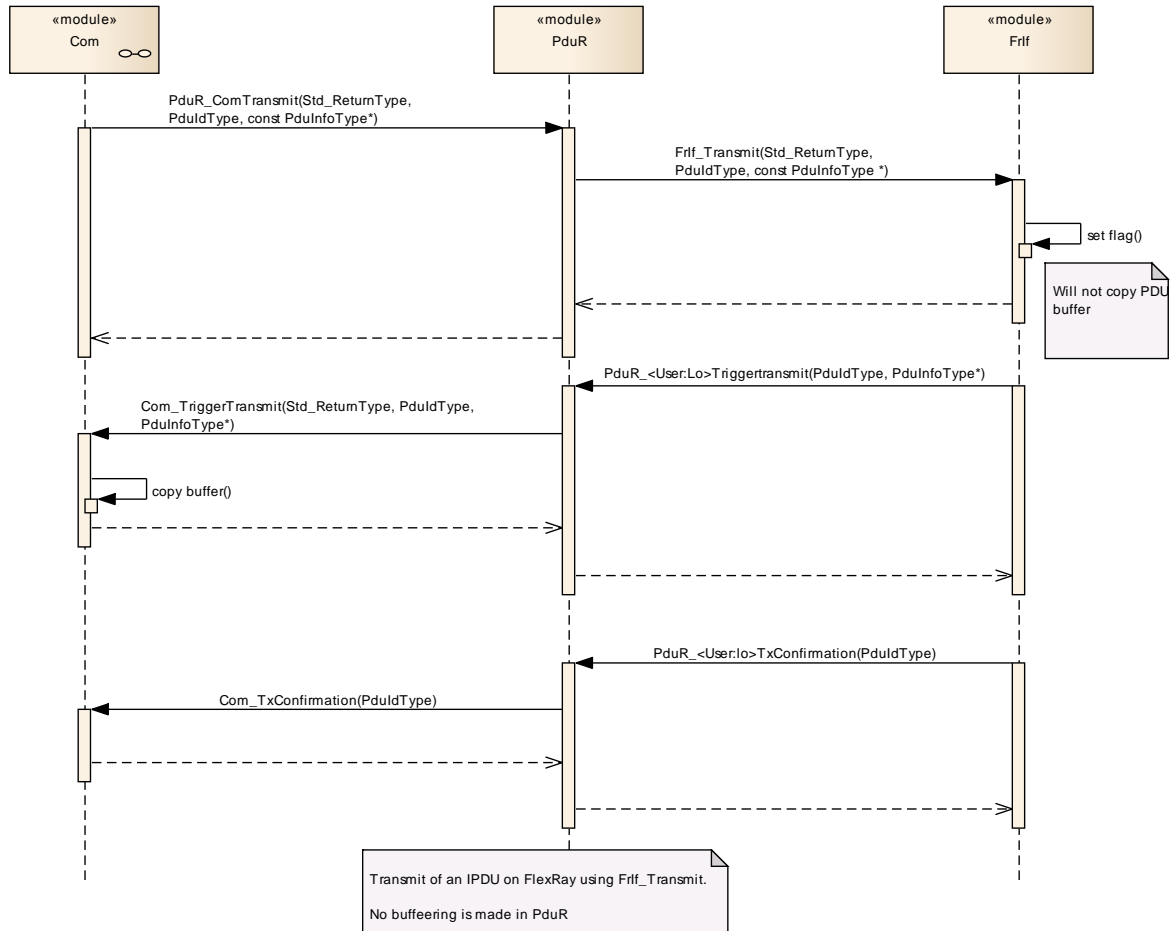 «module»
Com
«module»
PduR
«module»
FrIf
PduR_ComTransmit(Std_ReturnType,
PduIdType, const PduInfoType*)
FrIf_Transmit(Std_ReturnType,
PduIdType, const PduInfoType *)
set flag()
Will not copy PDU
buffer
PduR_<User:Lo>Triggertransmit(PduIdType, PduInfoType*)
Com_TriggerTransmit(Std_ReturnType, PduIdType,
PduInfoType*)
copy buffer()
PduR_<User:lo>TxConfirmation(PduIdType)
Com_TxConfirmation(PduIdType)
Transmit of an IPDU on FlexRay using FrIf_Transmit.
No buffeering is made in PduR